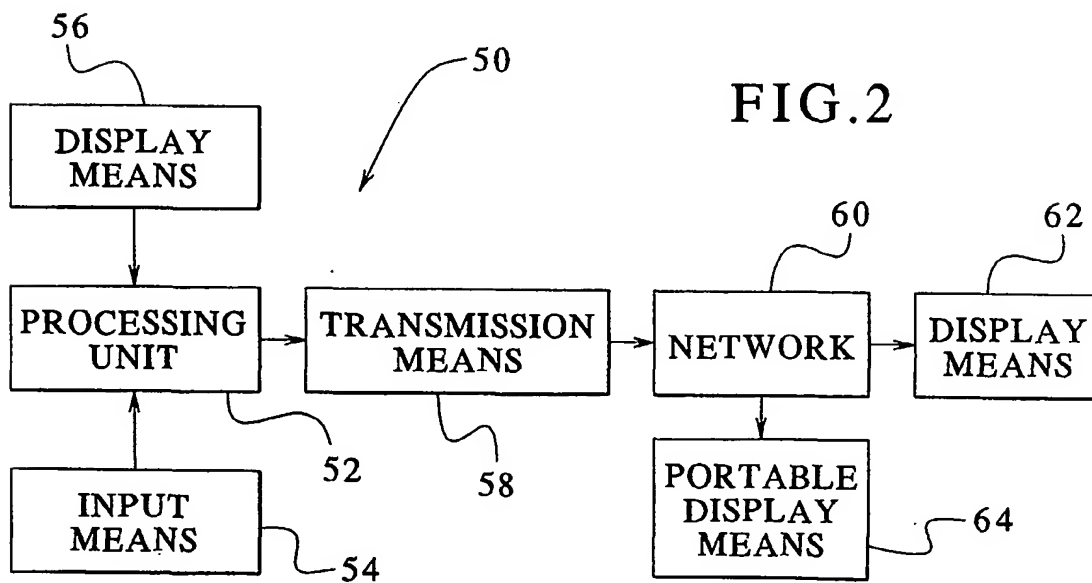 56
50
FIG.2
DISPLAY
MEANS
60
62
PROCESSING
UNIT
TRANSMISSION
MEANS
NETWORK
DISPLAY
MEANS
52
58
INPUT
MEANS
54
PORTABLE
DISPLAY
MEANS
64